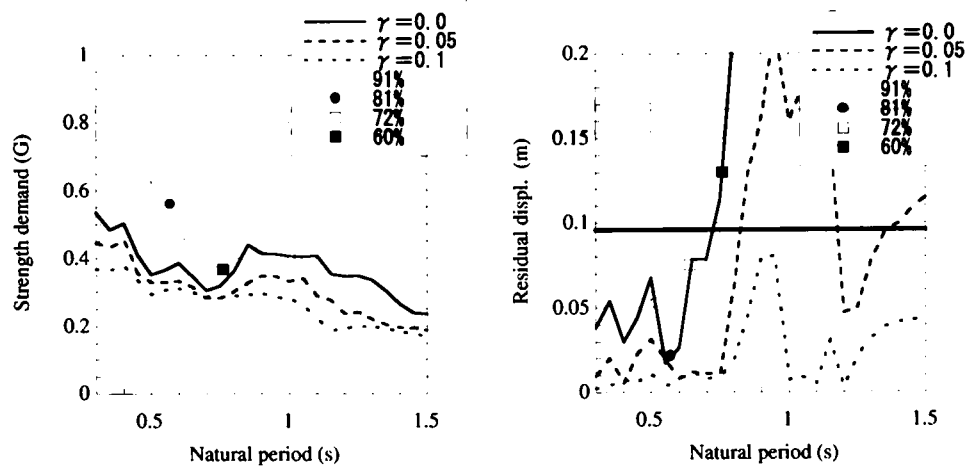 γ=0.0
γ=0.05
γ=0.1
91%
81%
72%
60%
1
0.8
0.6
0.4
0.2
0
0.5
1
1.5
Strength demand (G)
Natural period (s)
γ=0.0
γ=0.05
γ=0.1
91%
81%
72%
60%
0.2
0.15
0.1
0.05
0
0.5
1
1.5
Residual displ. (m)
Natural period (s)